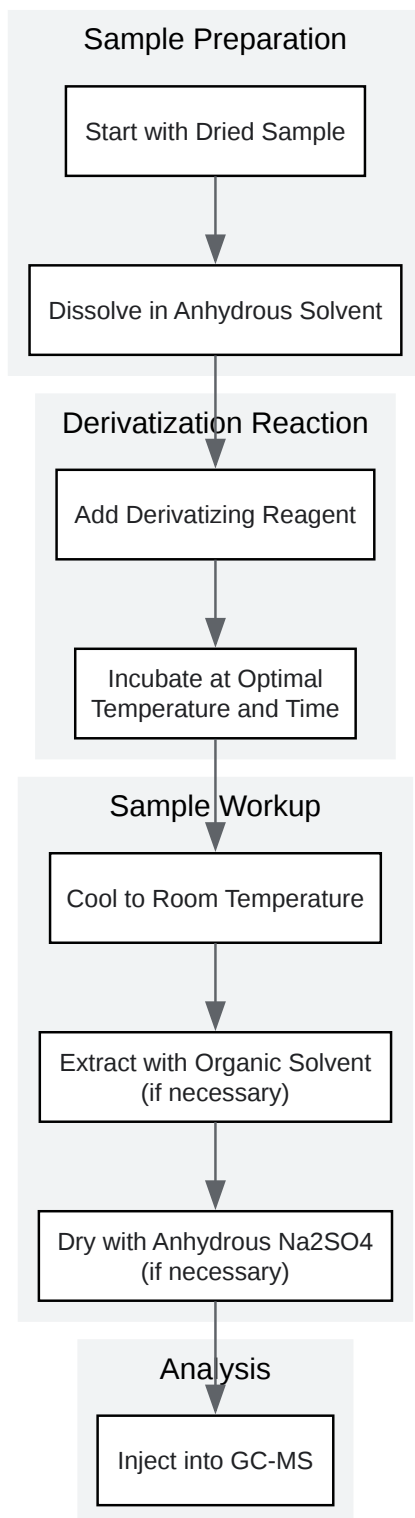 Sample Preparation
Start with Dried Sample
Dissolve in Anhydrous Solvent
Derivatization Reaction
Add Derivatizing Reagent
Incubate at Optimal
Temperature and Time
Sample Workup
Cool to Room Temperature
Extract with Organic Solvent
(if necessary)
Dry with Anhydrous Na2SO4
(if necessary)
Analysis
Inject into GC-MS